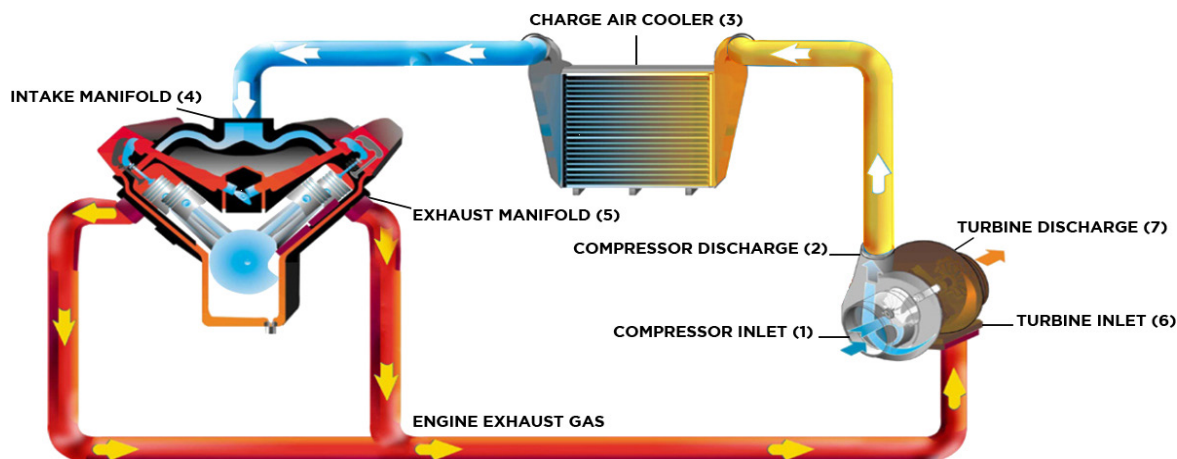 CHARGE AIR COOLER (3)
INTAKE MANIFOLD (4)
EXHAUST MANIFOLD (5)
TURBINE DISCHARGE (7)
COMPRESSOR DISCHARGE (2)
TURBINE INLET (6)
COMPRESSOR INLET (1)
ENGINE EXHAUST GAS